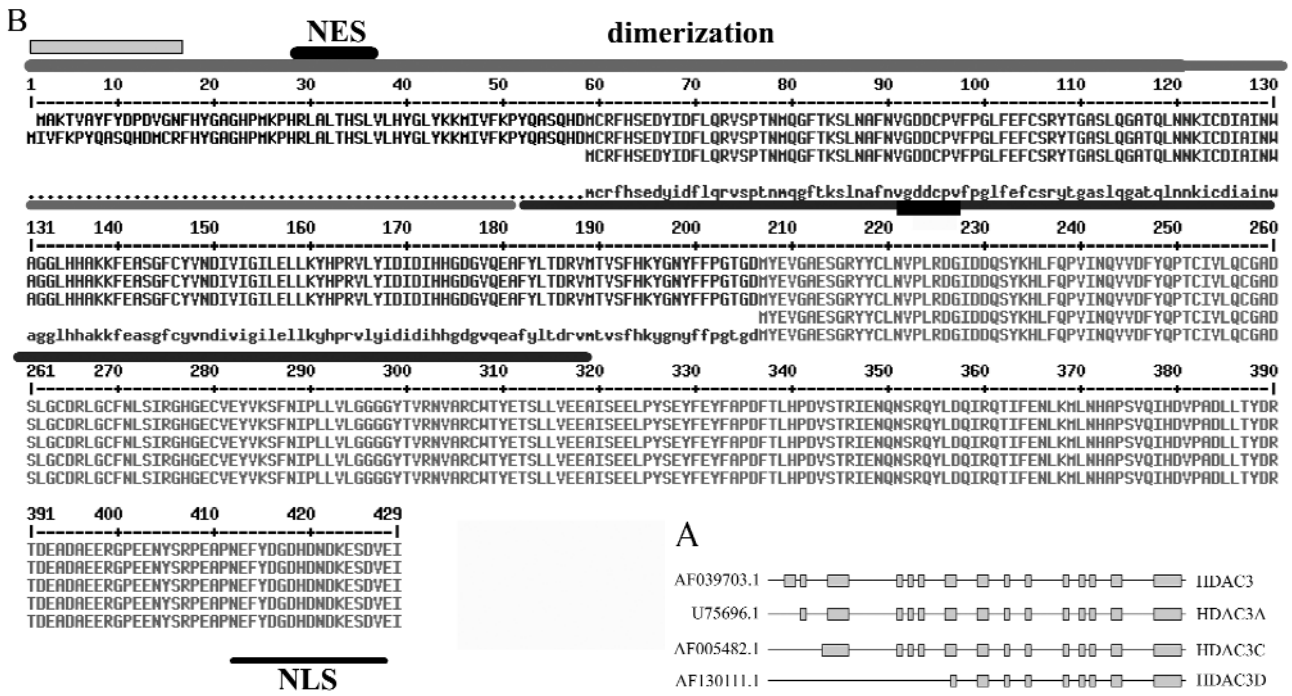 B
NES dimerization
1 10 20 30 40 50 60 70 80 90 100 110 120 130
|--------+---------+---------+---------+---------+---------+---------+---------+---------+---------+---------+---------+---------|
MAKTVAYFYDPDVGNFHYGAGHPMKPHRLALTHSLVLHYGLYKKMIVFKPYQASQHDMCRFHSEDYIDFLQRVSPTNMQGFTKSLNAFNVGDDCPVFPGLFEFCSRYTGASLQGATQLNNKICDIAINW
MIVFKPYQASQHDMCRFHYGAGHPMKPHRLALTHSLVLHYGLYKKMIVFKPYQASQHDMCRFHSEDYIDFLQRVSPTNMQGFTKSLNAFNVGDDCPVFPGLFEFCSRYTGASLQGATQLNNKICDIAINW
MCRFHSEDYIDFLQRVSPTNMQGFTKSLNAFNVGDDCPVFPGLFEFCSRYTGASLQGATQLNNKICDIAINW
..........................................................mcrfhsedyidflqrvsptnmqgftkslnafnvgddcpvfpglfefcsrytgaslqgatqlnnkicdiainw
131 140 150 160 170 180 190 200 210 220 230 240 250 260
|--------+---------+---------+---------+---------+---------+---------+---------+---------+---------+---------+---------+---------|
AGGLHHAKKFEASGFCYVNDIVIGILELLKYHPRVLYIDIDIHHGDGVQEAFYLTDRVMTVSFHKYGNYFFPGTGDMYEVGAESGRYYCLNVPLRDGIDDQSYKHLFQPVINQVVDFYQPTCIVLQCGAD
AGGLHHAKKFEASGFCYVNDIVIGILELLKYHPRVLYIDIDIHHGDGVQEAFYLTDRVMTVSFHKYGNYFFPGTGDMYEVGAESGRYYCLNVPLRDGIDDQSYKHLFQPVINQVVDFYQPTCIVLQCGAD
AGGLHHAKKFEASGFCYVNDIVIGILELLKYHPRVLYIDIDIHHGDGVQEAFYLTDRVMTVSFHKYGNYFFPGTGDMYEVGAESGRYYCLNVPLRDGIDDQSYKHLFQPVINQVVDFYQPTCIVLQCGAD
MYEVGAESGRYYCLNVPLRDGIDDQSYKHLFQPVINQVVDFYQPTCIVLQCGAD
agglhhakkfeasgfcyvndivigilellkyhprvlyididihhgdgvqeafyltdrvmtvsfhkygnyffpgtgdMYEVGAESGRYYCLNVPLRDGIDDQSYKHLFQPVINQVVDFYQPTCIVLQCGAD
261 270 280 290 300 310 320 330 340 350 360 370 380 390
|--------+---------+---------+---------+---------+---------+---------+---------+---------+---------+---------+---------+---------|
SLGCDRLGCFNLSIRGHGECVEYVKSFNIPLLVLGGGGYTVRNVARCWTYETSLLVEEAISEELPYSEYFEYFAPDFTLHPDVSTRIENQNSRQYLDQIRQTIFENLKMLNHAPSVQIHDVPADLLTYDR
SLGCDRLGCFNLSIRGHGECVEYVKSFNIPLLVLGGGGYTVRNVARCWTYETSLLVEEAISEELPYSEYFEYFAPDFTLHPDVSTRIENQNSRQYLDQIRQTIFENLKMLNHAPSVQIHDVPADLLTYDR
SLGCDRLGCFNLSIRGHGECVEYVKSFNIPLLVLGGGGYTVRNVARCWTYETSLLVEEAISEELPYSEYFEYFAPDFTLHPDVSTRIENQNSRQYLDQIRQTIFENLKMLNHAPSVQIHDVPADLLTYDR
SLGCDRLGCFNLSIRGHGECVEYVKSFNIPLLVLGGGGYTVRNVARCWTYETSLLVEEAISEELPYSEYFEYFAPDFTLHPDVSTRIENQNSRQYLDQIRQTIFENLKMLNHAPSVQIHDVPADLLTYDR
SLGCDRLGCFNLSIRGHGECVEYVKSFNIPLLVLGGGGYTVRNVARCWTYETSLLVEEAISEELPYSEYFEYFAPDFTLHPDVSTRIENQNSRQYLDQIRQTIFENLKMLNHAPSVQIHDVPADLLTYDR
391 400 410 420 429
|--------+---------+---------+--------|
TDEADAEERGPEENYSRPEAPNEFYDGDHDNDKESDVEI
TDEADAEERGPEENYSRPEAPNEFYDGDHDNDKESDVEI
TDEADAEERGPEENYSRPEAPNEFYDGDHDNDKESDVEI
TDEADAEERGPEENYSRPEAPNEFYDGDHDNDKESDVEI
TDEADAEERGPEENYSRPEAPNEFYDGDHDNDKESDVEI
NLS
A
AF039703.1 HDAC3
U75696.1 HDAC3A
AF005482.1 HDAC3C
AF130111.1 HDAC3D